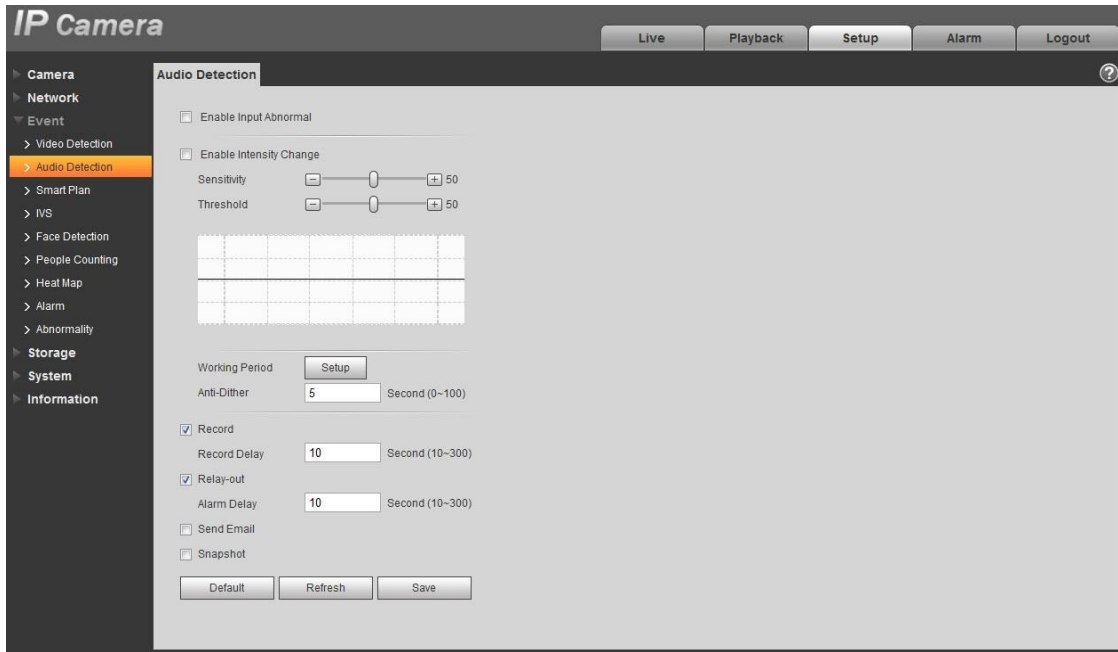 IP Camera
Live Playback Setup Alarm Logout
Camera
Network
Event
Video Detection
Audio Detection
Smart Plan
IVS
Face Detection
People Counting
Heat Map
Alarm
Abnormality
Storage
System
Information
Audio Detection ?
Enable Input Abnormal
Enable Intensity Change
Sensitivity - + 50
Threshold - + 50
Working Period Setup
Anti-Dither 5 Second (0~100)
Record
Record Delay 10 Second (10~300)
Relay-out
Alarm Delay 10 Second (10~300)
Send Email
Snapshot
Default Refresh Save